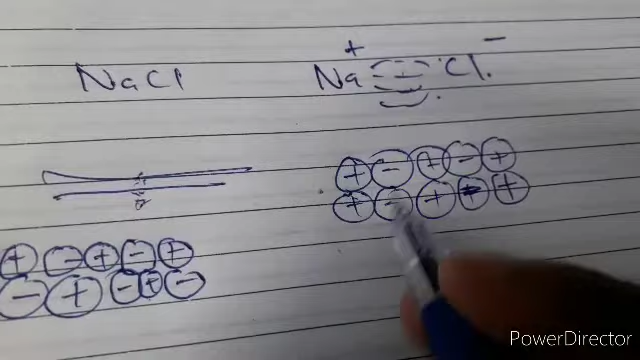 NaCl Na⁺ - Cl⁻
+ - + - +
+ - + - +
+ - + - +
- + - + -
PowerDirector